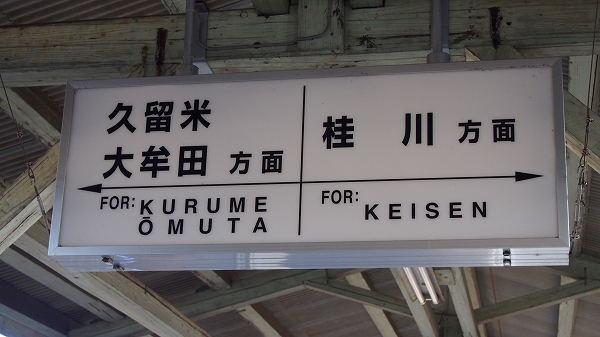 久留米
大牟田 方面
FOR: KURUME
ŌMUTA
桂 川 方面
FOR: KEISEN